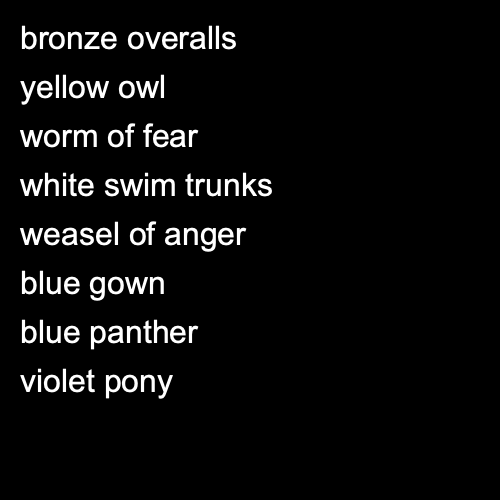 bronze overalls
yellow owl
worm of fear
white swim trunks
weasel of anger
blue gown
blue panther
violet pony